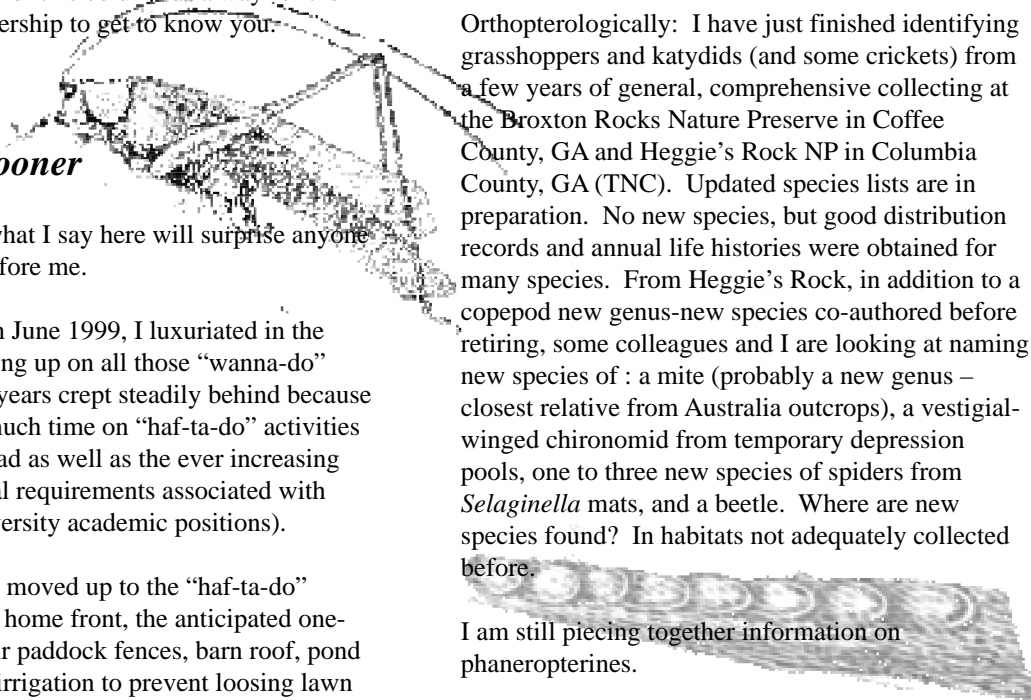 ership to get to know you.
ooner
what I say here will surprise anyone
fore me.
n June 1999, I luxuriated in the
ng up on all those “wanna-do”
years crept steadily behind because
much time on “haf-ta-do” activities
ad as well as the ever increasing
al requirements associated with
versity academic positions).
moved up to the “haf-ta-do”
home front, the anticipated one-
r paddock fences, barn roof, pond
irrigation to prevent loosing lawn
Orthopterologically:  I have just finished identifying
grasshoppers and katydids (and some crickets) from
a few years of general, comprehensive collecting at
the Broxton Rocks Nature Preserve in Coffee
County, GA and Heggie’s Rock NP in Columbia
County, GA (TNC).  Updated species lists are in
preparation.  No new species, but good distribution
records and annual life histories were obtained for
many species.  From Heggie’s Rock, in addition to a
copepod new genus-new species co-authored before
retiring, some colleagues and I are looking at naming
new species of : a mite (probably a new genus –
closest relative from Australia outcrops), a vestigial-
winged chironomid from temporary depression
pools, one to three new species of spiders from
Selaginella mats, and a beetle.  Where are new
species found?  In habitats not adequately collected
before.
I am still piecing together information on
phaneropterines.